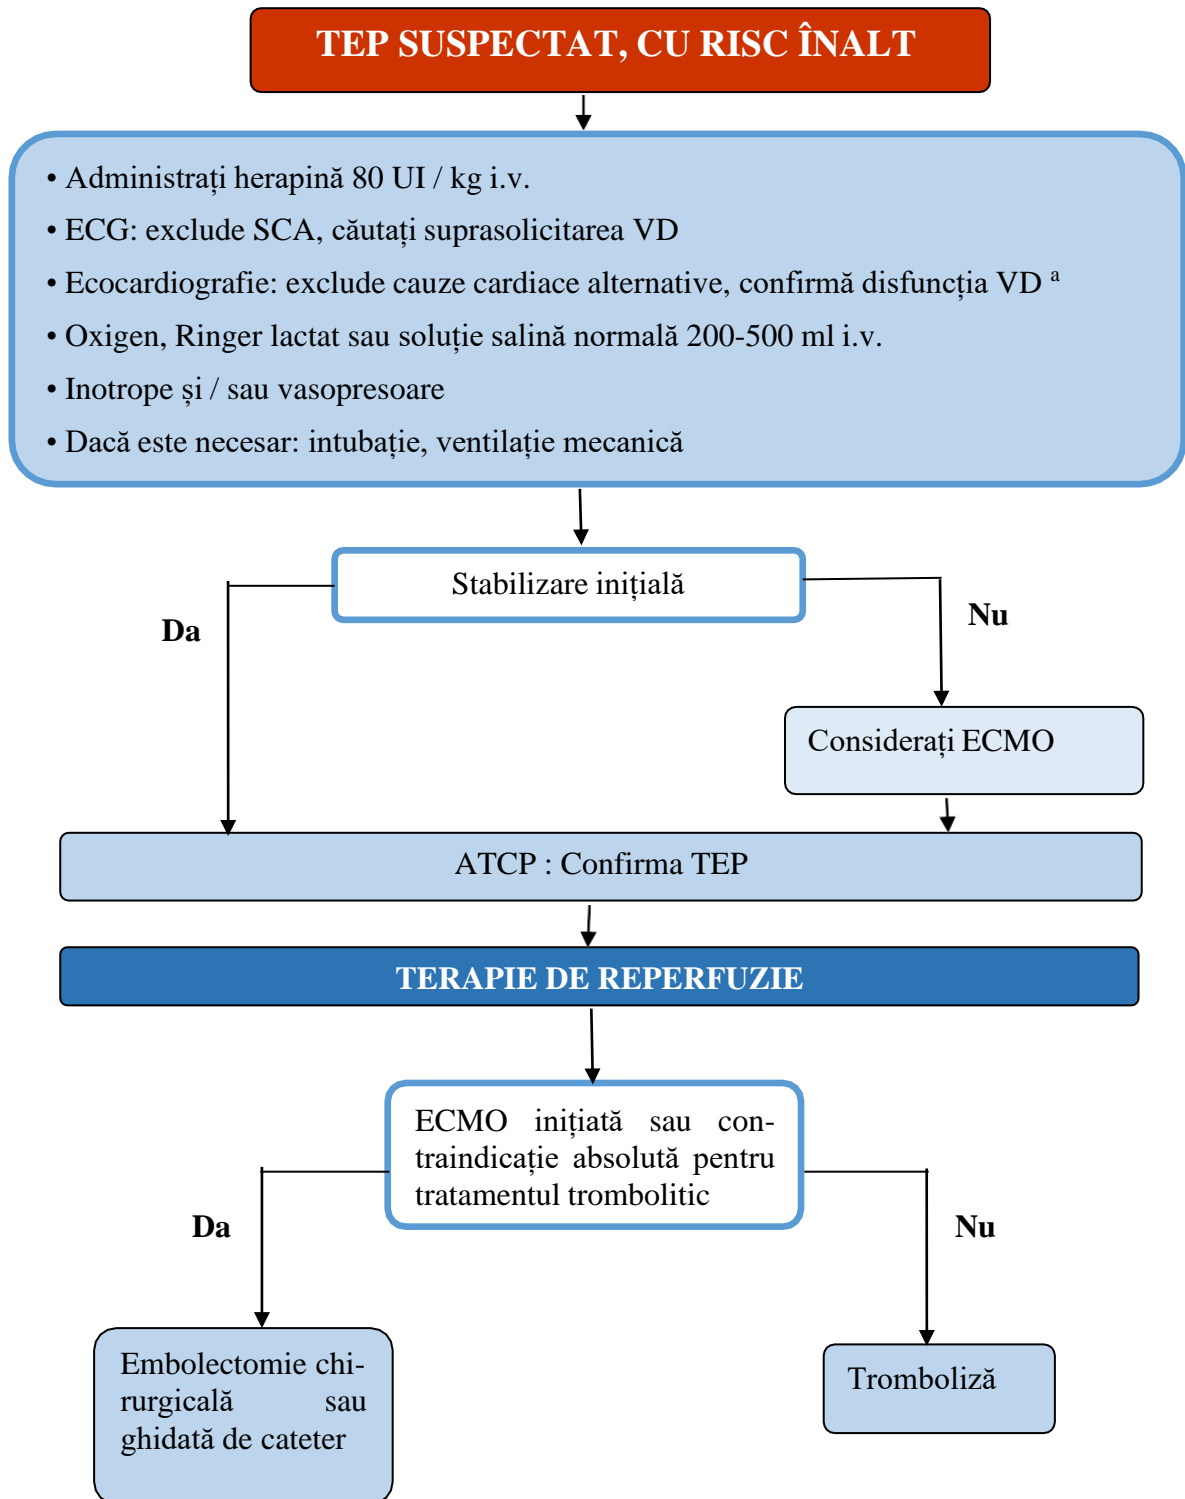 TEP SUSPECTAT, CU RISC ÎNALT
• Administrați herapină 80 UI / kg i.v.
• ECG: exclude SCA, căutați suprasolicitarea VD
• Ecocardiografie: exclude cauze cardiace alternative, confirmă disfuncția VD ᵃ
• Oxigen, Ringer lactat sau soluție salină normală 200-500 ml i.v.
• Inotrope și / sau vasopresoare
• Dacă este necesar: intubație, ventilație mecanică
Stabilizare inițială
Da
Nu
Considerați ECMO
ATCP : Confirma TEP
TERAPIE DE REPERFUZIE
ECMO inițiată sau con-
traindicație absolută pentru
tratamentul trombolitic
Da
Nu
Embolectomie chi-
rurgicală sau
ghidată de cateter
Tromboliză